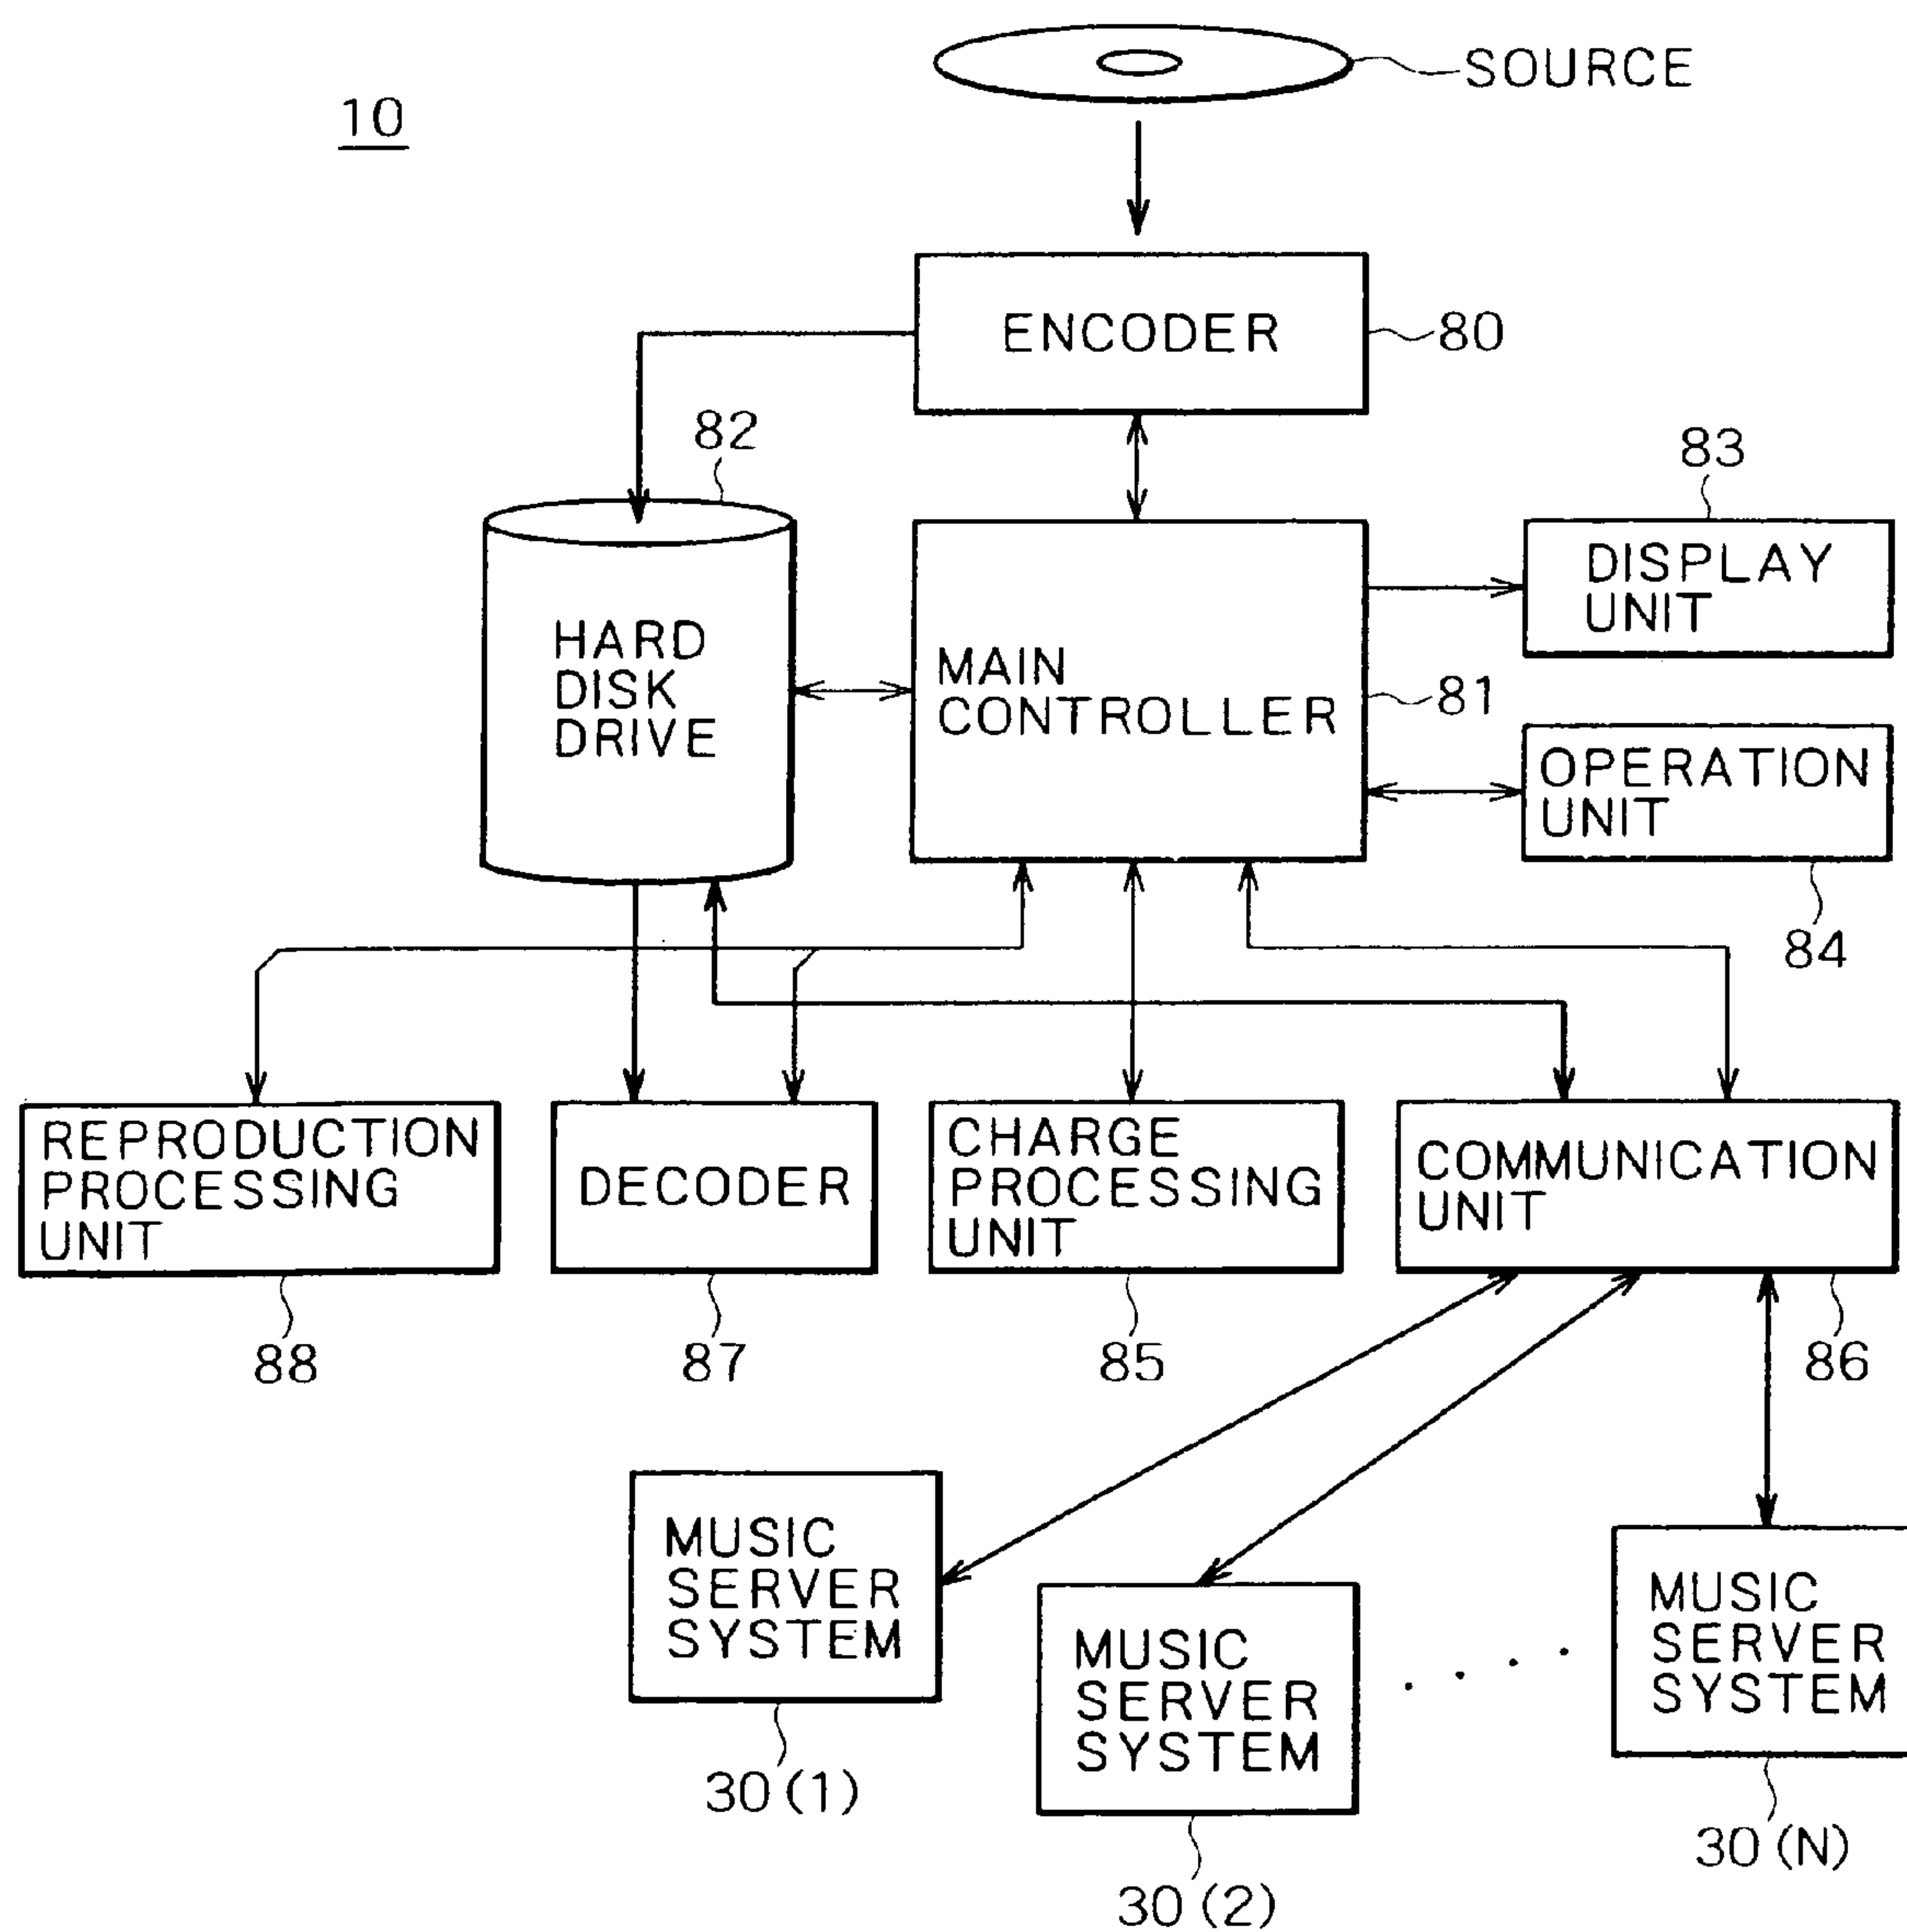 SOURCE
10
ENCODER
80
82
83
DISPLAY
UNIT
HARD
DISK
DRIVE
MAIN
CONTROLLER
81
OPERATION
UNIT
84
REPRODUCTION
PROCESSING
UNIT
DECODER
CHARGE
PROCESSING
UNIT
COMMUNICATION
UNIT
88
87
85
86
MUSIC
SERVER
SYSTEM
MUSIC
SERVER
SYSTEM
MUSIC
SERVER
SYSTEM
30(1)
30(2)
30(N)